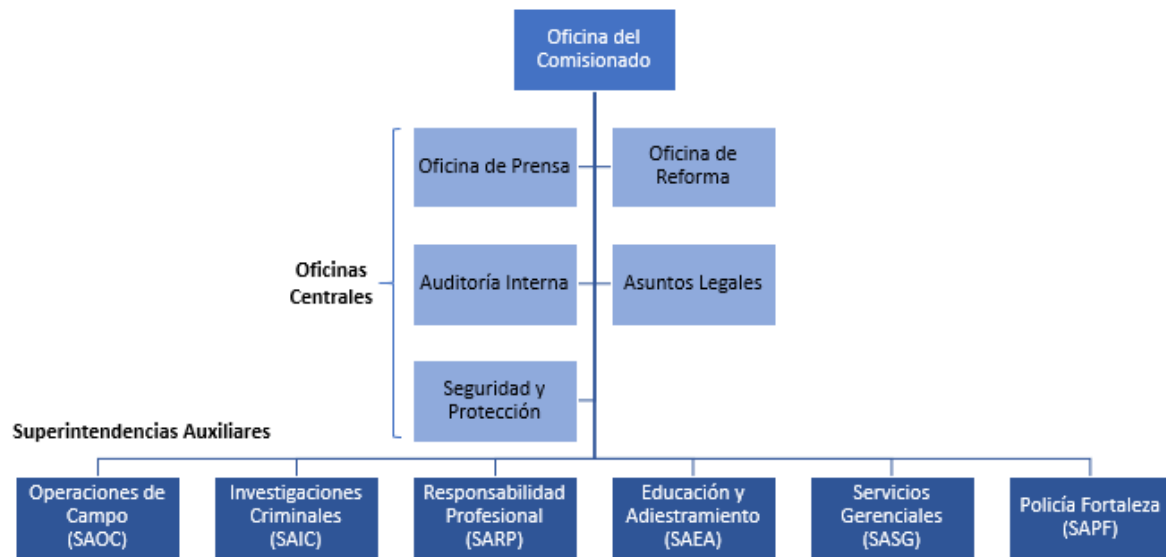 Oficina del
Comisionado
Oficina de Prensa
Oficina de
Reforma
Oficinas
Centrales
Auditoría Interna
Asuntos Legales
Seguridad y
Protección
Superintendencias Auxiliares
Operaciones de
Campo
(SAOC)
Investigaciones
Criminales
(SAIC)
Responsabilidad
Profesional
(SARP)
Educación y
Adiestramiento
(SAEA)
Servicios
Gerenciales
(SASG)
Policía Fortaleza
(SAPF)